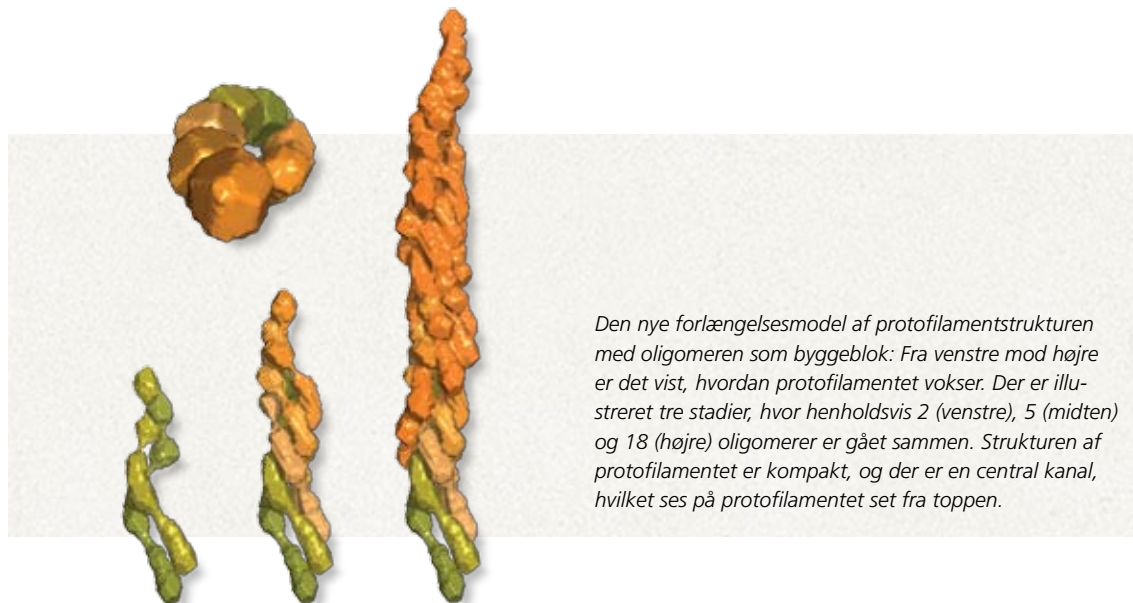 Den nye forlængelsesmodel af protofilamentstrukturen
med oligomeren som byggeblok: Fra venstre mod højre
er det vist, hvordan protofilamentet vokser. Der er illu-
streret tre stadier, hvor henholdsvis 2 (venstre), 5 (midten)
og 18 (højre) oligomerer er gået sammen. Strukturen af
protofilamentet er kompakt, og der er en central kanal,
hvilket ses på protofilamentet set fra toppen.